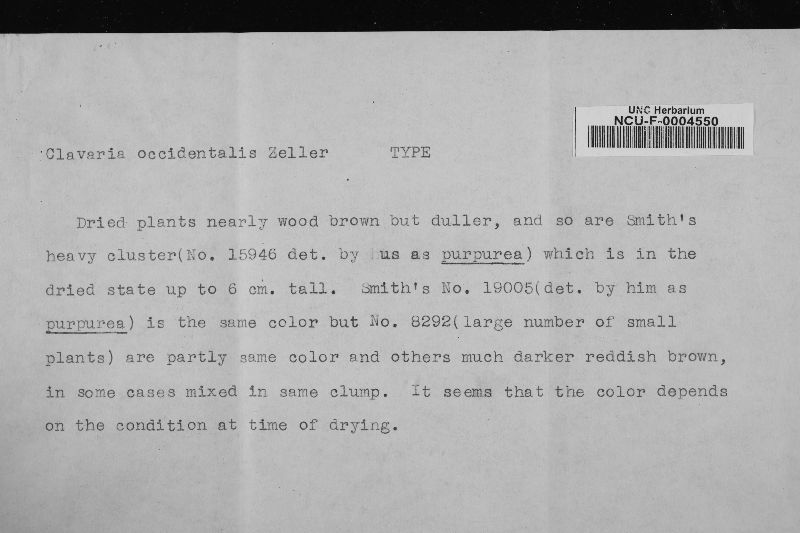 UNC Herbarium
NCU-F-0004550
Clavaria occidentalis Zeller TYPE
Dried plants nearly wood brown but duller, and so are Smith's
heavy cluster(No. 15946 det. by us as purpurea) which is in the
dried state up to 6 cm. tall. Smith's No. 19005(det. by him as
purpurea) is the same color but No. 8292(large number of small
plants) are partly same color and others much darker reddish brown,
in some cases mixed in same clump. It seems that the color depends
on the condition at time of drying.